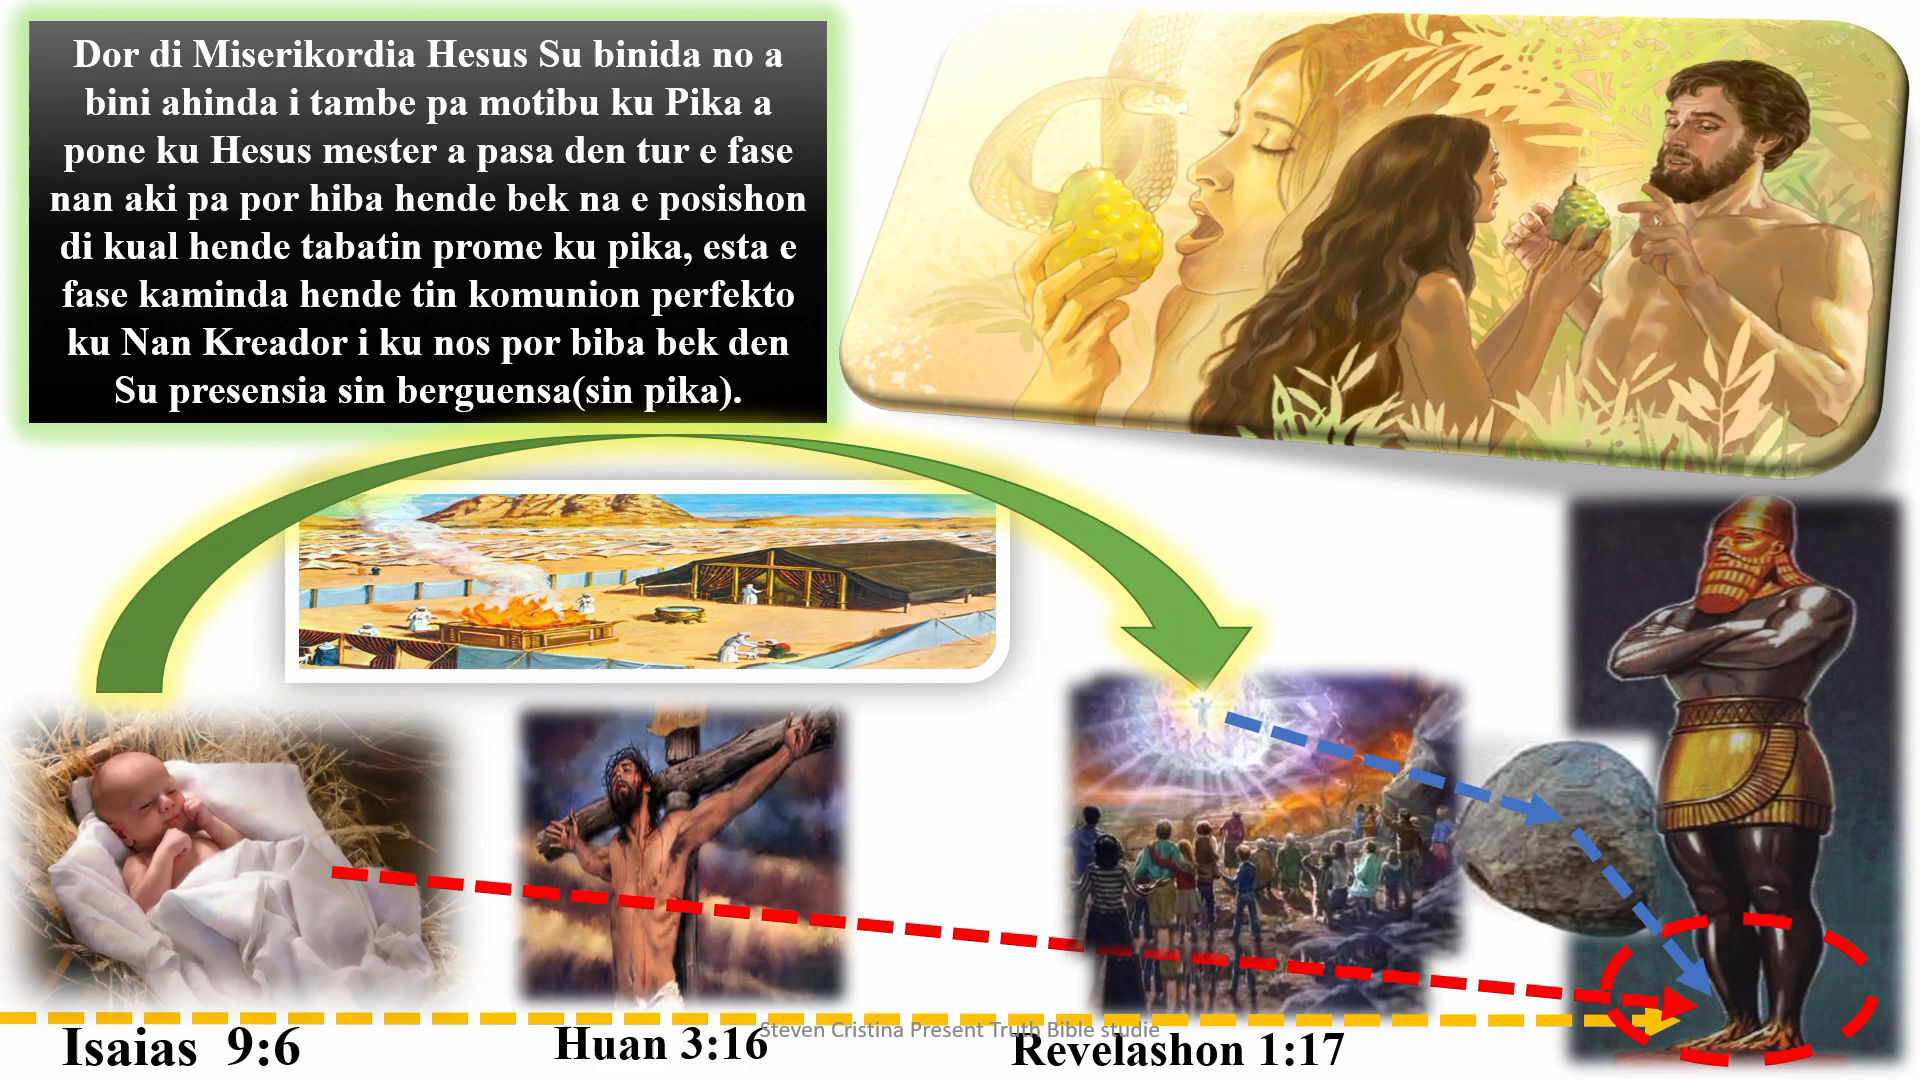 Dor di Miserikordia Hesus Su binida no a
bini ahinda i tambe pa motibu ku Pika a
pone ku Hesus mester a pasa den tur e fase
nan aki pa por hiba hende bek na e posishon
di kual hende tabatin prome ku pika, esta e
fase kaminda hende tin komunion perfekto
ku Nan Kreador i ku nos por biba bek den
Su presensia sin berguensa(sin pika).
Isaias 9:6
Huan 3:16
Steven Cristina Present Truth Bible studie
Revelashon 1:17